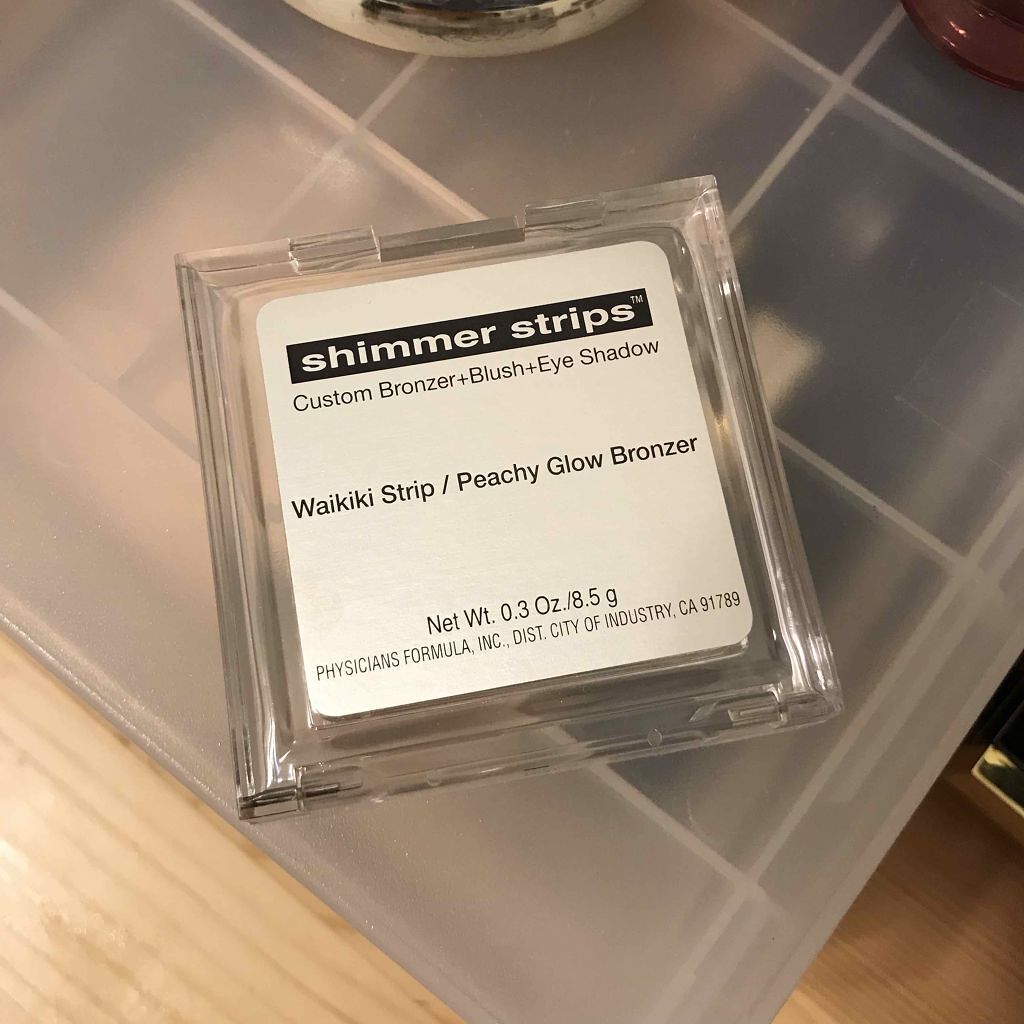 shimmer strips™
Custom Bronzer+Blush+Eye Shadow
Waikiki Strip / Peachy Glow Bronzer
Net Wt. 0.3 Oz./8.5 g
PHYSICIANS FORMULA, INC., DIST. CITY OF INDUSTRY, CA 91789